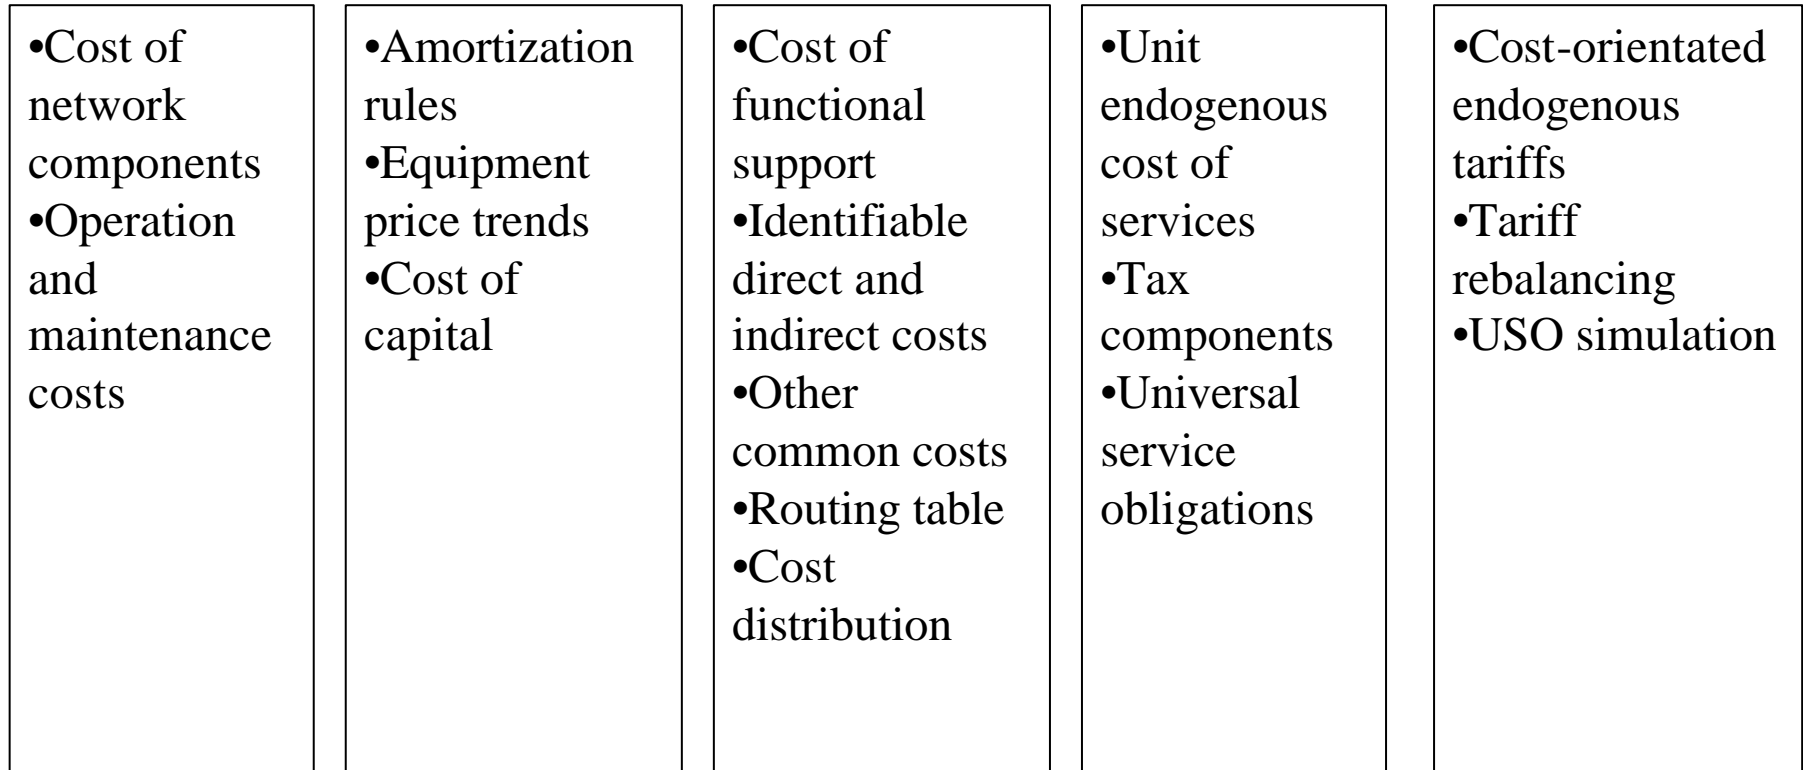 •Cost of
network
components
•Operation
and
maintenance
costs
•Amortization
rules
•Equipment
price trends
•Cost of
capital
•Cost of
functional
support
•Identifiable
direct and
indirect costs
•Other
common costs
•Routing table
•Cost
distribution
•Unit
endogenous
cost of
services
•Tax
components
•Universal
service
obligations
•Cost-orientated
endogenous
tariffs
•Tariff
rebalancing
•USO simulation